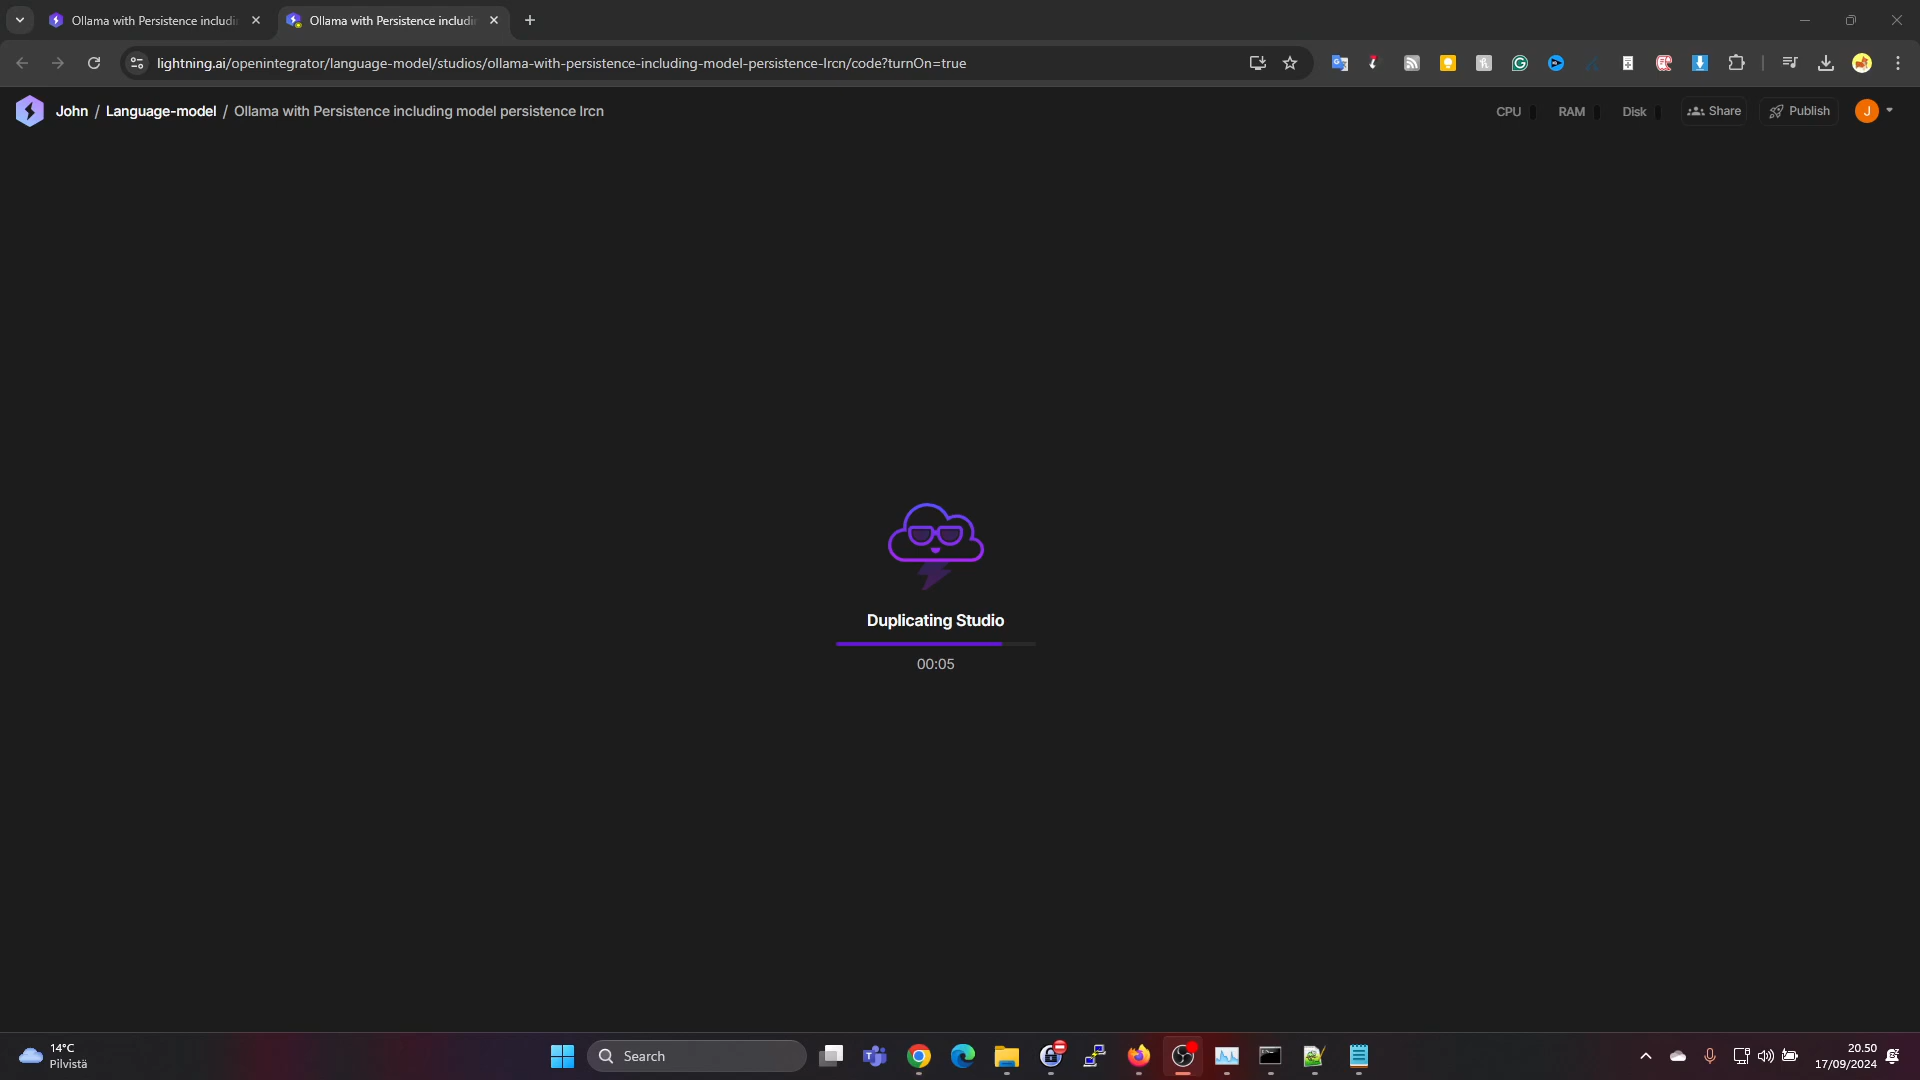 Ollama with Persistence includi
Ollama with Persistence includin
lightning.ai/openintegrator/language-model/studios/ollama-with-persistence-including-model-persistence-lrcn/code?turnOn=true
John / Language-model / Ollama with Persistence including model persistence lrcn
CPU
RAM
Disk
Share
Publish
J
Duplicating Studio
00:05
14°C
Pilvistä
Search
20.50
17/09/2024